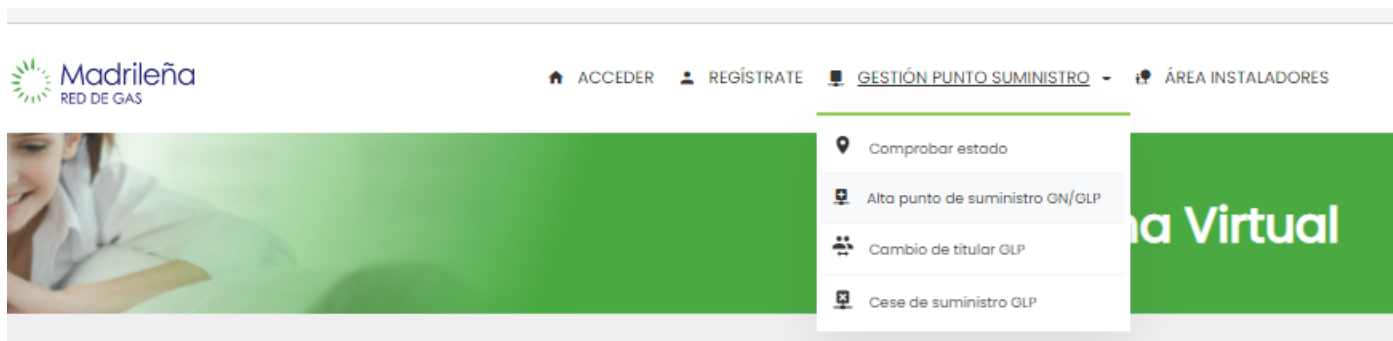 Madrileña
RED DE GAS
ACCEDER REGÍSTRATE GESTIÓN PUNTO SUMINISTRO ÁREA INSTALADORES
Comprobar estado
Alta punto de suministro GN/GLP
Cambio de titular GLP
Cese de suministro GLP
Virtual